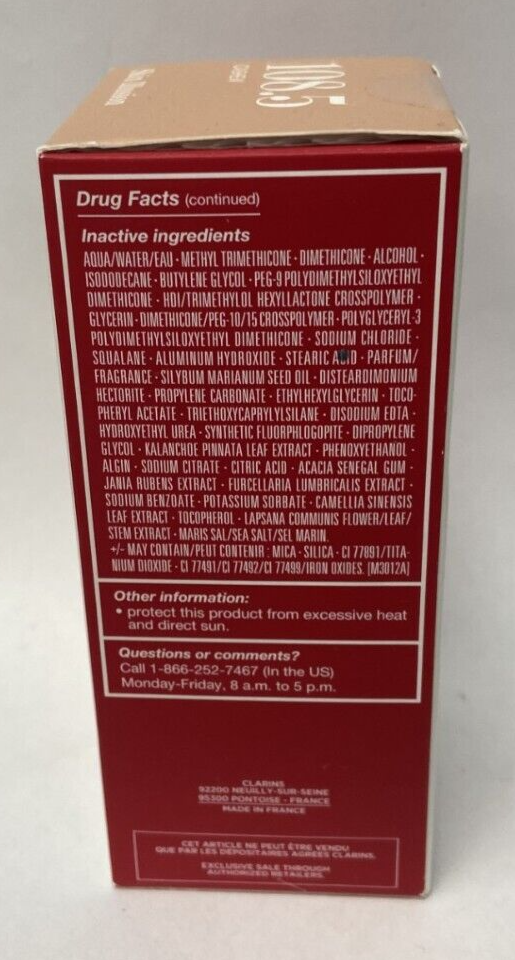 108.5
CASHEW
Skin Illusion
Drug Facts (continued)
Inactive ingredients
AQUA/WATER/EAU · METHYL TRIMETHICONE · DIMETHICONE · ALCOHOL ·
ISODODECANE · BUTYLENE GLYCOL · PEG-9 POLYDIMETHYLSILOXYETHYL
DIMETHICONE · HDI/TRIMETHYLOL HEXYLLACTONE CROSSPOLYMER ·
GLYCERIN · DIMETHICONE/PEG-10/15 CROSSPOLYMER · POLYGLYCERYL-3
POLYDIMETHYLSILOXYETHYL DIMETHICONE · SODIUM CHLORIDE ·
SQUALANE · ALUMINUM HYDROXIDE · STEARIC ACID · PARFUM/
FRAGRANCE · SILYBUM MARIANUM SEED OIL · DISTEARDIMONIUM
HECTORITE · PROPYLENE CARBONATE · ETHYLHEXYLGLYCERIN · TOCO-
PHERYL ACETATE · TRIETHOXYCAPRYLYLSILANE · DISODIUM EDTA ·
HYDROXYETHYL UREA · SYNTHETIC FLUORPHLOGOPITE · DIPROPYLENE
GLYCOL · KALANCHOE PINNATA LEAF EXTRACT · PHENOXYETHANOL ·
ALGIN · SODIUM CITRATE · CITRIC ACID · ACACIA SENEGAL GUM ·
JANIA RUBENS EXTRACT · FURCELLARIA LUMBRICALIS EXTRACT ·
SODIUM BENZOATE · POTASSIUM SORBATE · CAMELLIA SINENSIS
LEAF EXTRACT · TOCOPHEROL · LAPSANA COMMUNIS FLOWER/LEAF/
STEM EXTRACT · MARIS SAL/SEA SALT/SEL MARIN.
+/- MAY CONTAIN/PEUT CONTENIR : MICA · SILICA · CI 77891/TITA-
NIUM DIOXIDE · CI 77491/CI 77492/CI 77499/IRON OXIDES. [M3012A]
Other information:
• protect this product from excessive heat
and direct sun.
Questions or comments?
Call 1-866-252-7467 (In the US)
Monday-Friday, 8 a.m. to 5 p.m.
CLARINS
92200 NEUILLY-SUR-SEINE
95300 PONTOISE - FRANCE
MADE IN FRANCE
CET ARTICLE NE PEUT ÊTRE VENDU
QUE PAR LES DÉPOSITAIRES AGRÉÉS CLARINS.
EXCLUSIVE SALE THROUGH
AUTHORIZED RETAILERS.